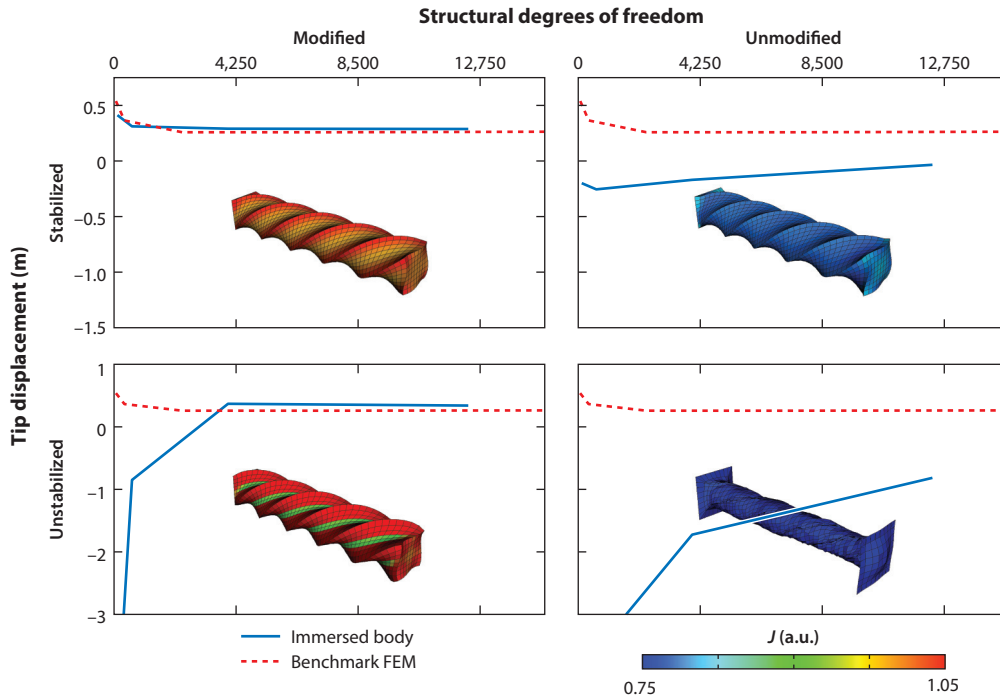 Structural degrees of freedom
Modified
Unmodified
0 4,250 8,500 12,750
0 4,250 8,500 12,750
Tip displacement (m)
Stabilized
0.5
0
−0.5
−1.0
−1.5
Unstabilized
1
0
−1
−2
−3
Immersed body
Benchmark FEM
J (a.u.)
0.75 1.05